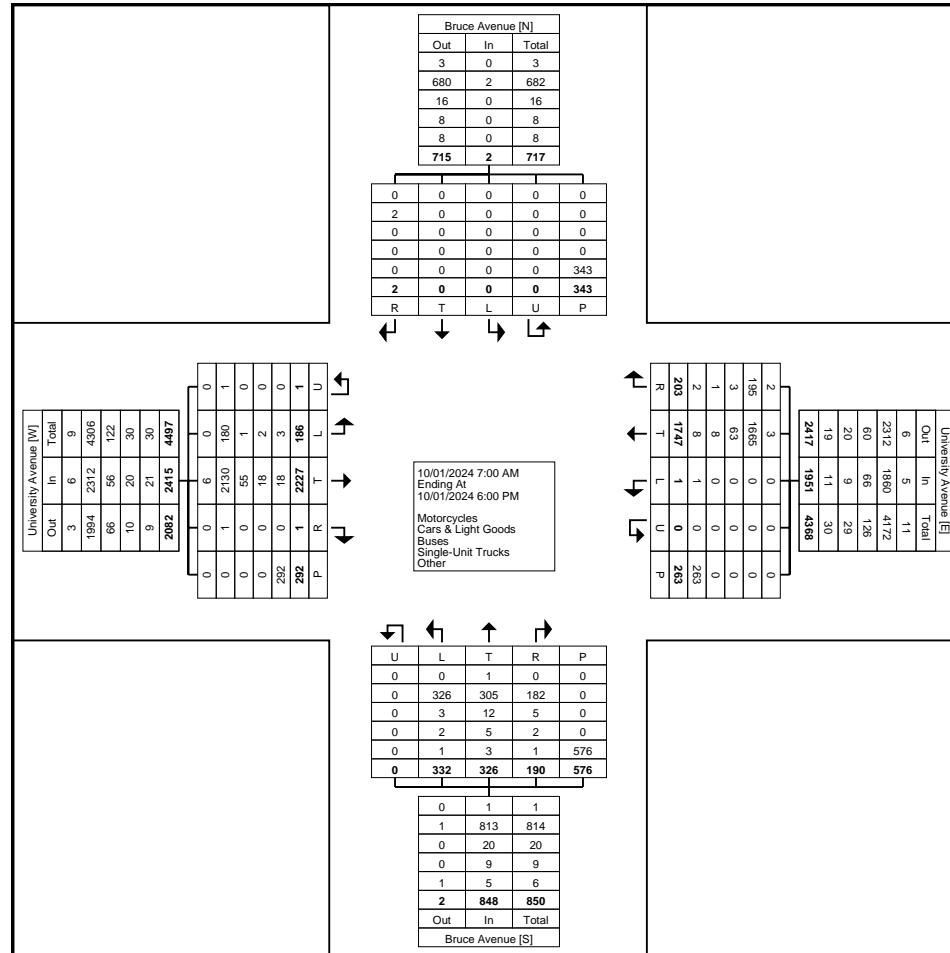 Bruce Avenue [N]
Out In Total
3 0 3
680 2 682
16 0 16
8 0 8
8 0 8
715 2 717
0 0 0 0 0
2 0 0 0 0
0 0 0 0 0
0 0 0 0 0
0 0 0 0 343
2 0 0 0 343
R T L U P
University Avenue [W]
Out In Total
3 6 9
1994 2312 4306
66 56 122
10 20 30
9 21 30
2082 2415 4497
0 0 6 0 0
0 1 2130 180 1
0 0 55 1 0
0 0 18 2 0
292 0 18 3 0
292 1 2227 186 1
P R T L U
10/01/2024 7:00 AM
Ending At
10/01/2024 6:00 PM
Motorcycles
Cars & Light Goods
Buses
Single-Unit Trucks
Other
University Avenue [E]
Out In Total
6 5 11
2312 1860 4172
60 66 126
20 9 29
19 11 30
2417 1951 4368
2 3 0 0 0
195 1665 0 0 0
3 63 0 0 0
1 8 0 0 0
2 8 1 0 263
203 1747 1 0 263
R T L U P
U L T R P
0 0 1 0 0
0 326 305 182 0
0 3 12 5 0
0 2 5 2 0
0 1 3 1 576
0 332 326 190 576
0 1 1
1 813 814
0 20 20
0 9 9
1 5 6
2 848 850
Out In Total
Bruce Avenue [S]